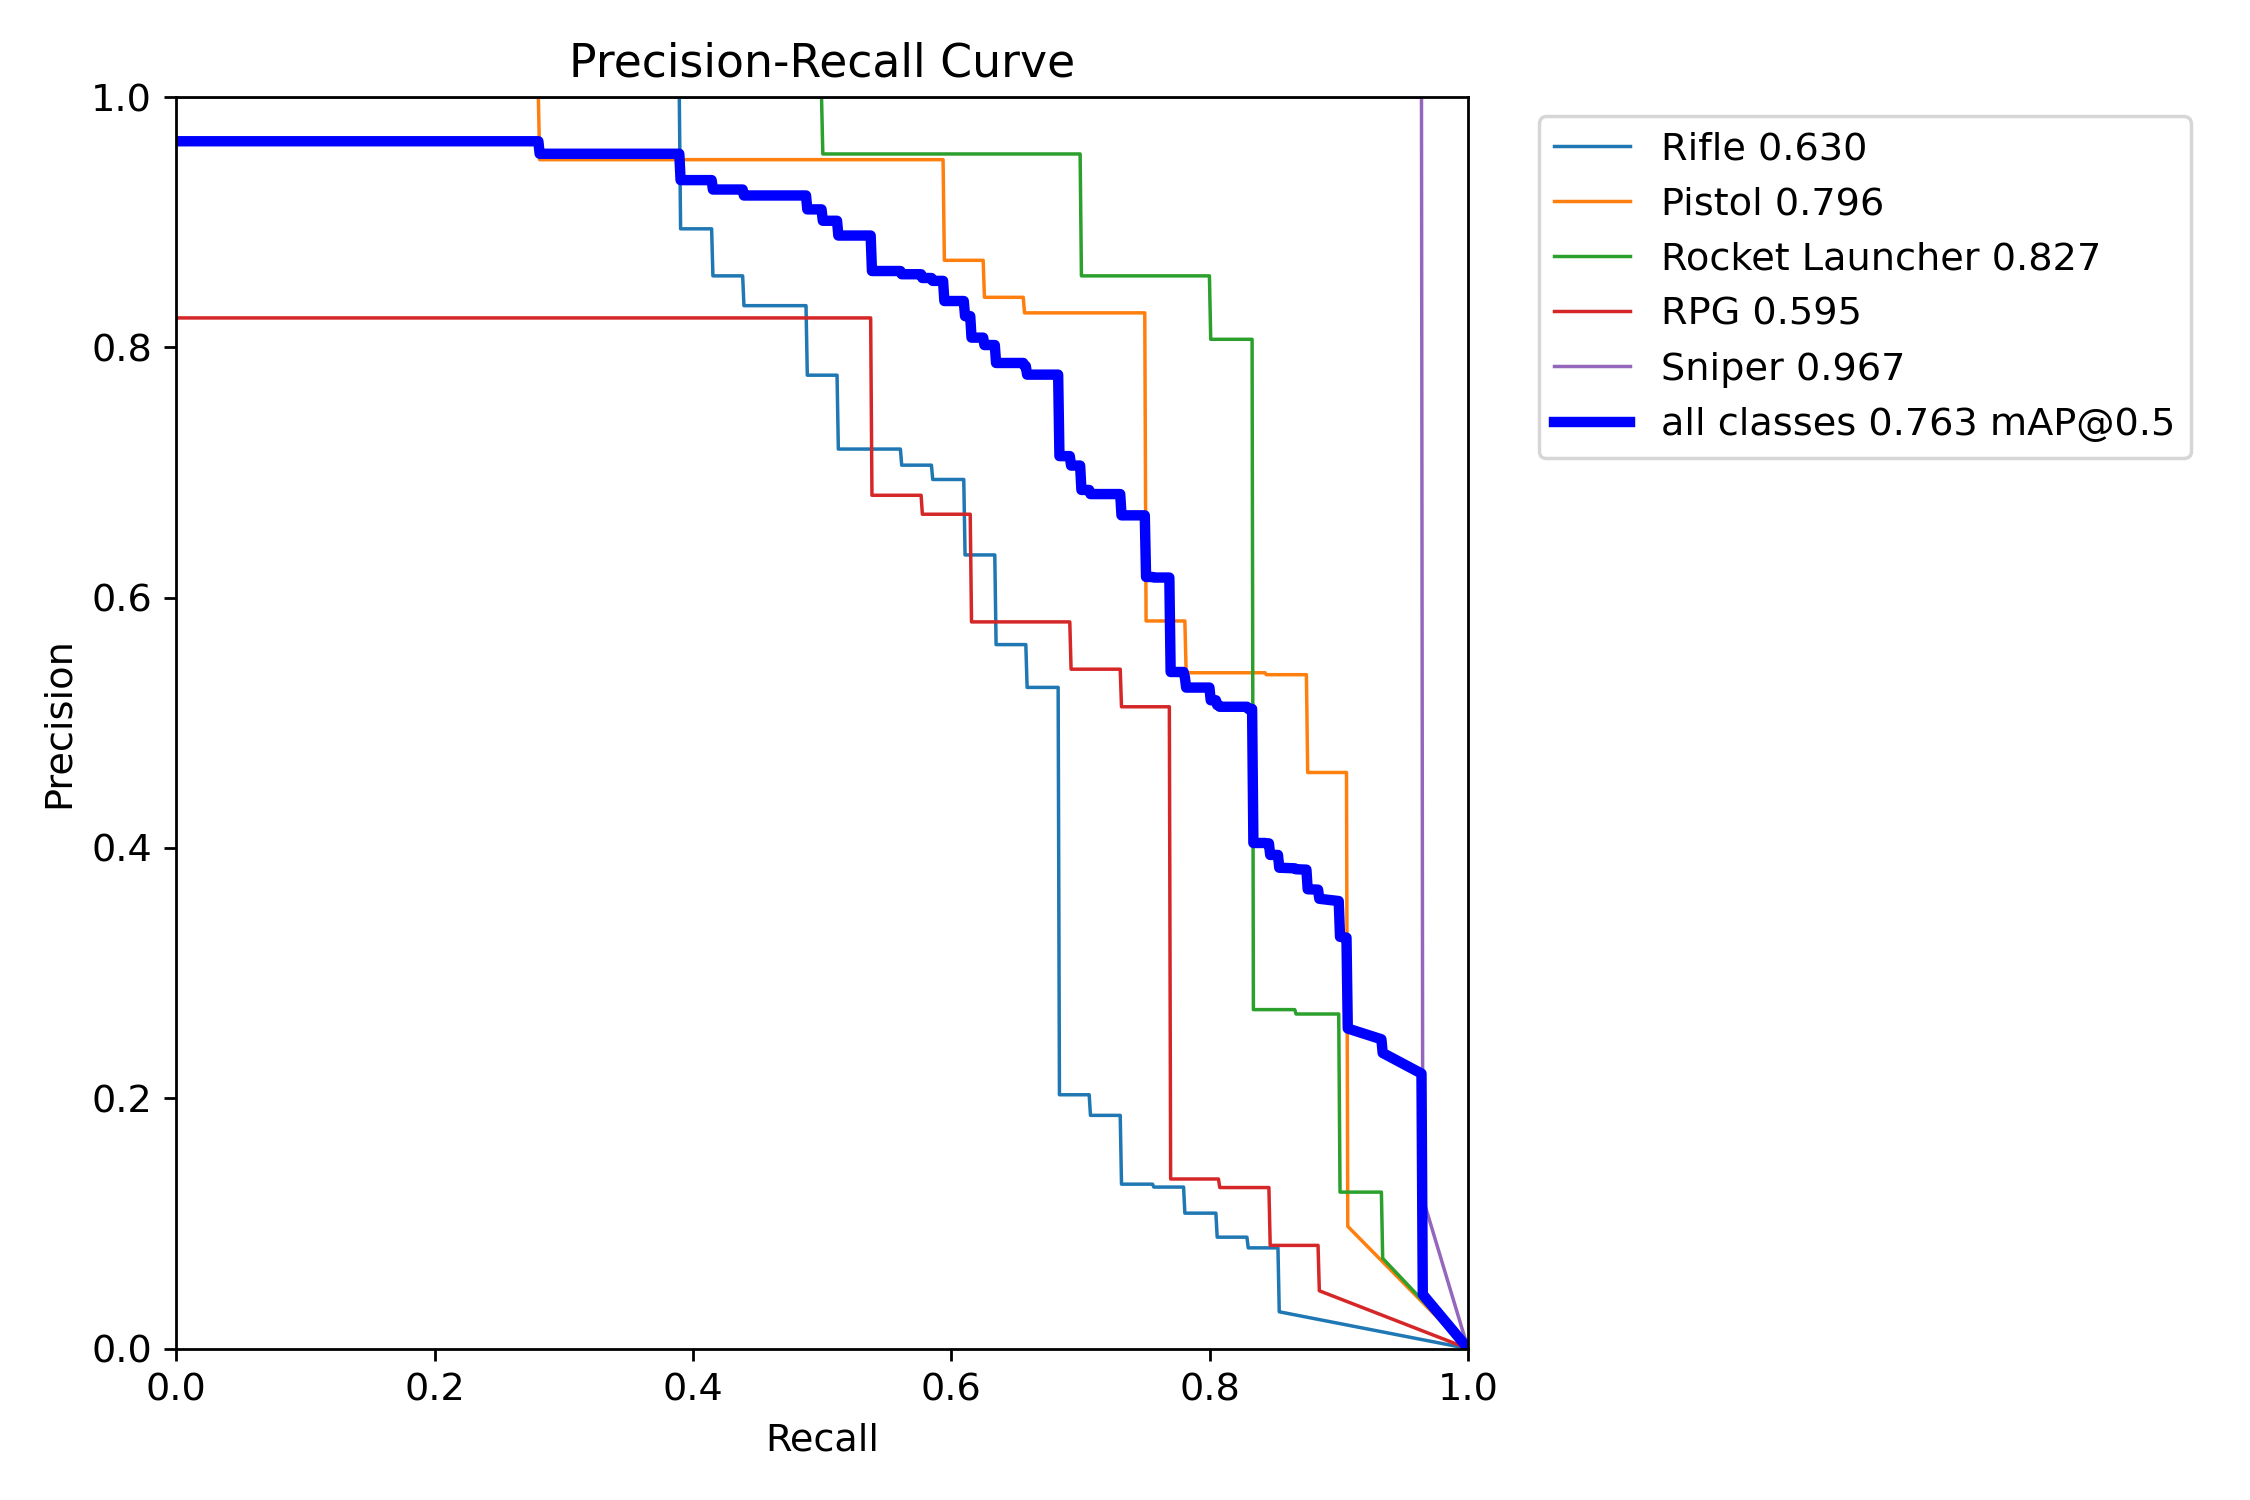 Precision-Recall Curve
1.0
0.8
0.6
0.4
0.2
0.0
Precision
0.0 0.2 0.4 0.6 0.8 1.0
Recall
Rifle 0.630
Pistol 0.796
Rocket Launcher 0.827
RPG 0.595
Sniper 0.967
all classes 0.763 mAP@0.5